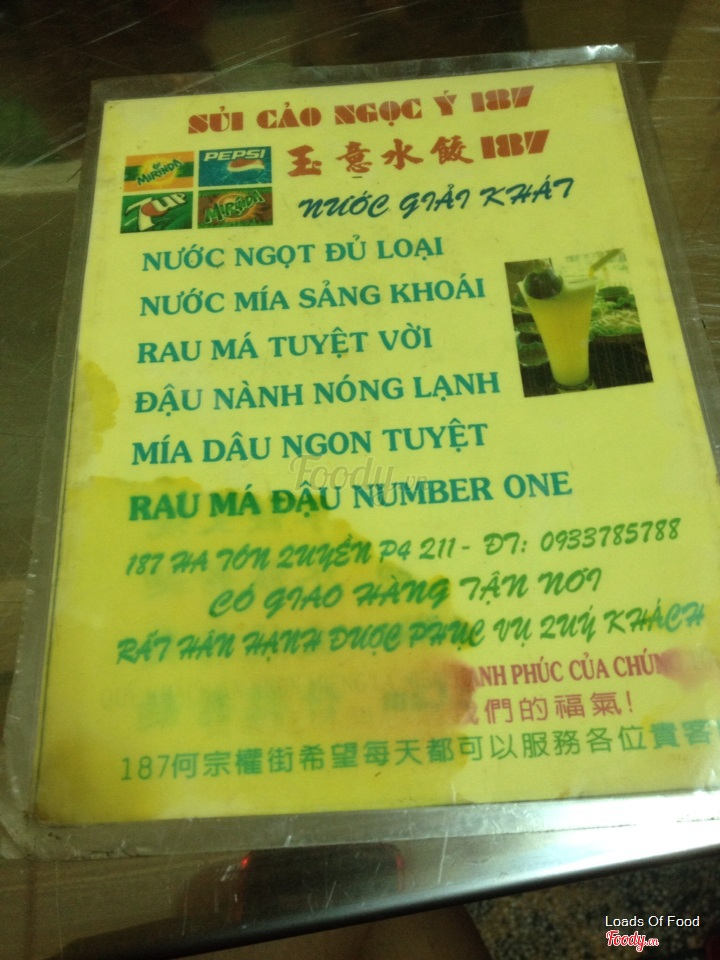 SỦI CẢO NGỌC Ý 187
玉意水餃187
MIRINDA
PEPSI
7UP
MIRINDA
NƯỚC GIẢI KHÁT
NƯỚC NGỌT ĐỦ LOẠI
NƯỚC MÍA SẢNG KHOÁI
RAU MÁ TUYỆT VỜI
ĐẬU NÀNH NÓNG LẠNH
MÍA DÂU NGON TUYỆT
RAU MÁ ĐẬU NUMBER ONE
Foody.vn
187 HA TÔN QUYỀN P4 Q11 - ĐT: 0933785788
CÓ GIAO HÀNG TẬN NƠI
RẤT HÂN HẠNH ĐƯỢC PHỤC VỤ QUÝ KHÁCH
PHÚC CỦA
們的福氣!
187何宗權街希望每天都可以服務各位貴客
Loads Of Food
Foody.vn